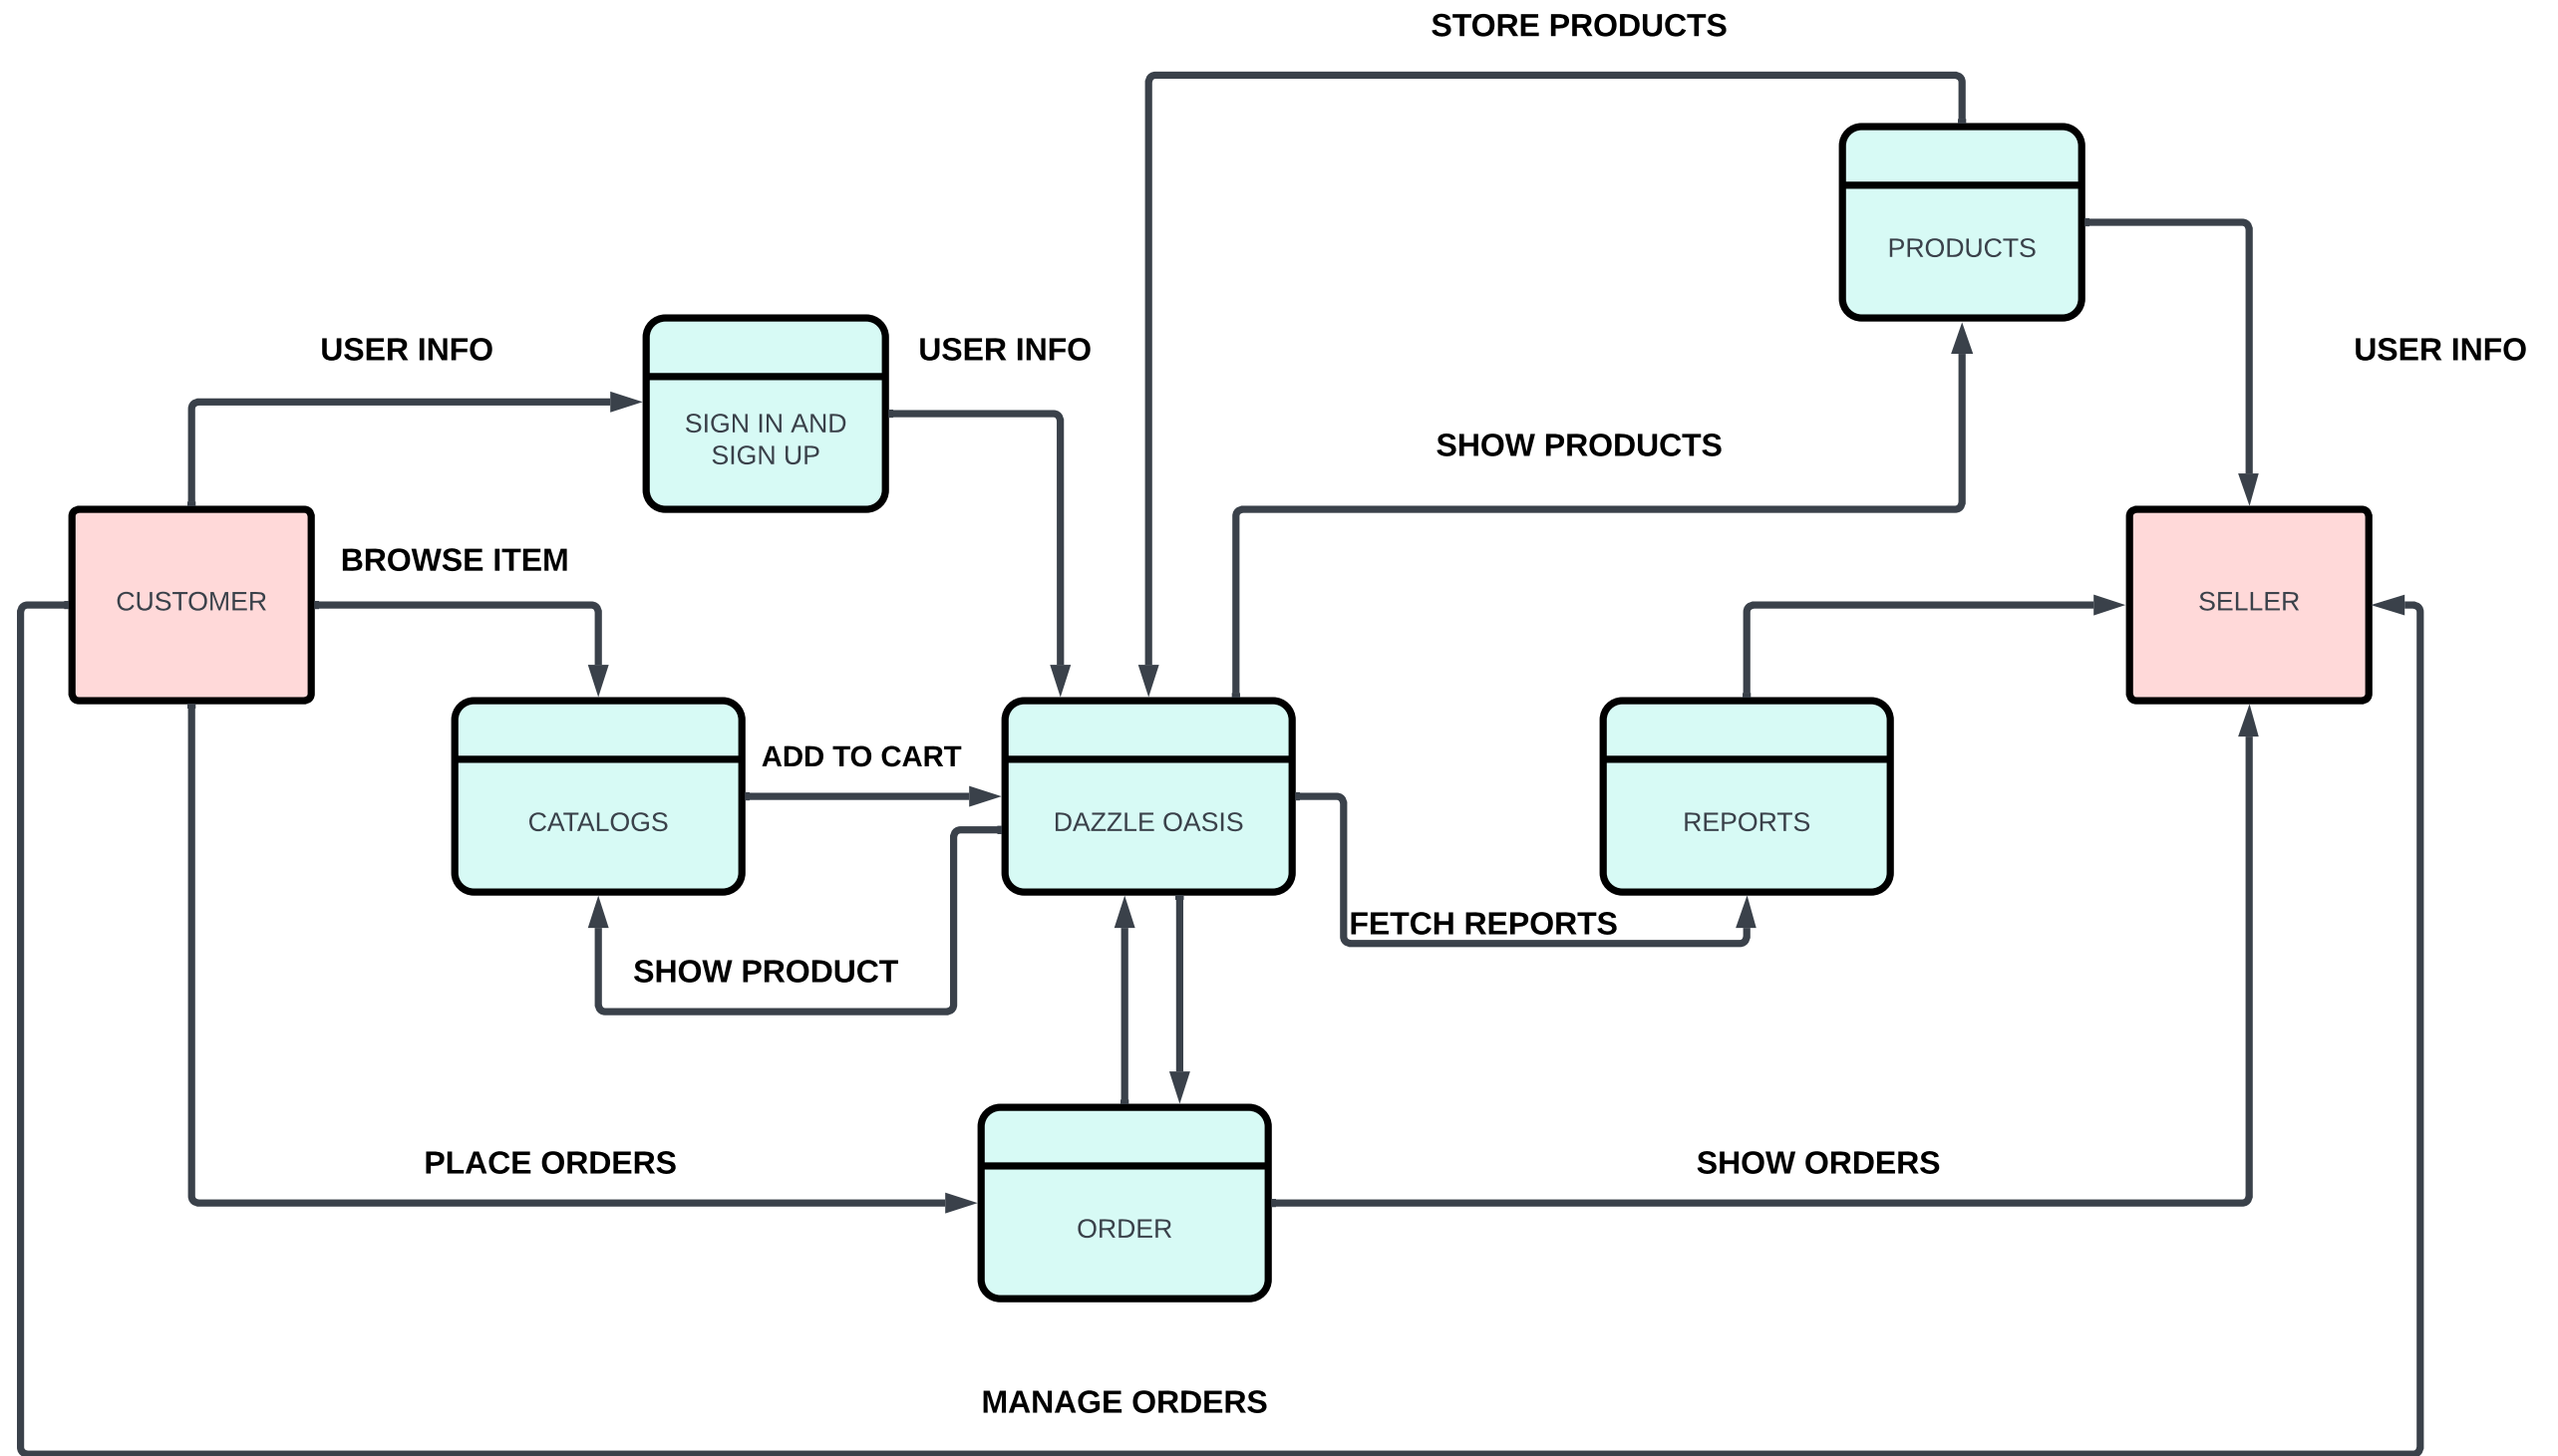 STORE PRODUCTS
PRODUCTS
USER INFO
USER INFO
USER INFO
SIGN IN AND
SIGN UP
SHOW PRODUCTS
BROWSE ITEM
CUSTOMER
SELLER
ADD TO CART
CATALOGS
DAZZLE OASIS
REPORTS
FETCH REPORTS
SHOW PRODUCT
PLACE ORDERS
SHOW ORDERS
ORDER
MANAGE ORDERS